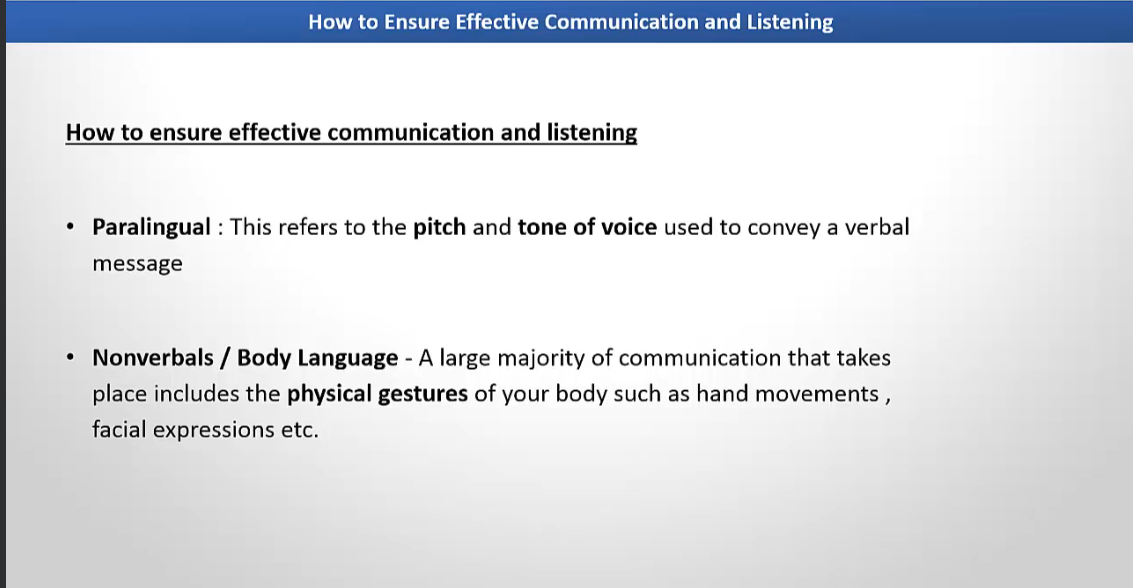 How to Ensure Effective Communication and Listening
How to ensure effective communication and listening
• Paralingual : This refers to the pitch and tone of voice used to convey a verbal
message
• Nonverbals / Body Language - A large majority of communication that takes
place includes the physical gestures of your body such as hand movements ,
facial expressions etc.